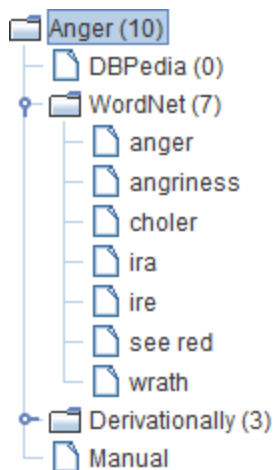 Anger (10)
DBPedia (0)
WordNet (7)
anger
angriness
choler
ira
ire
see red
wrath
Derivationally (3)
Manual